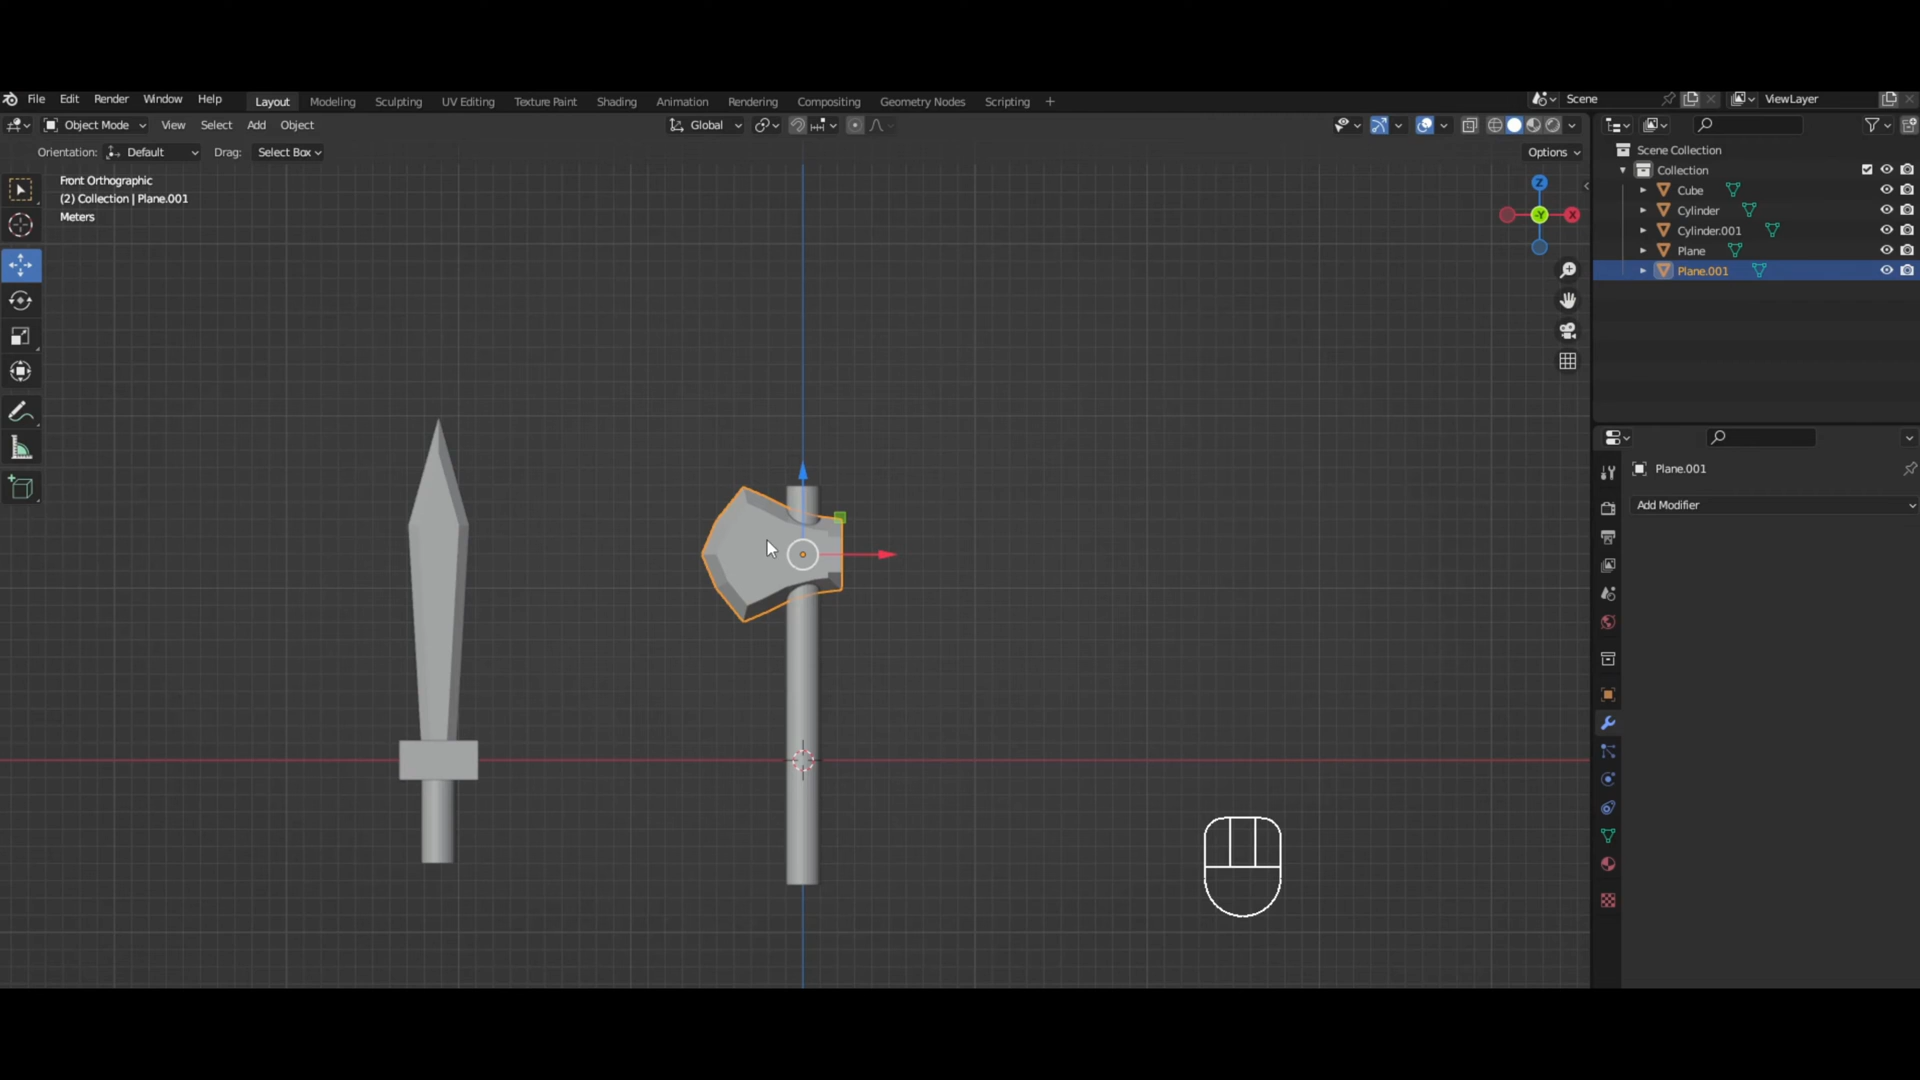 File Edit Render Window Help Layout Modeling Sculpting UV Editing Texture Paint Shading Animation Rendering Compositing Geometry Nodes Scripting + Scene ViewLayer
Object Mode View Select Add Object Global
Orientation: Default Drag: Select Box Options
Front Orthographic
(2) Collection | Plane.001
Meters
Z
-Y
X
Scene Collection
Collection
Cube
Cylinder
Cylinder.001
Plane
Plane.001
Plane.001
Add Modifier